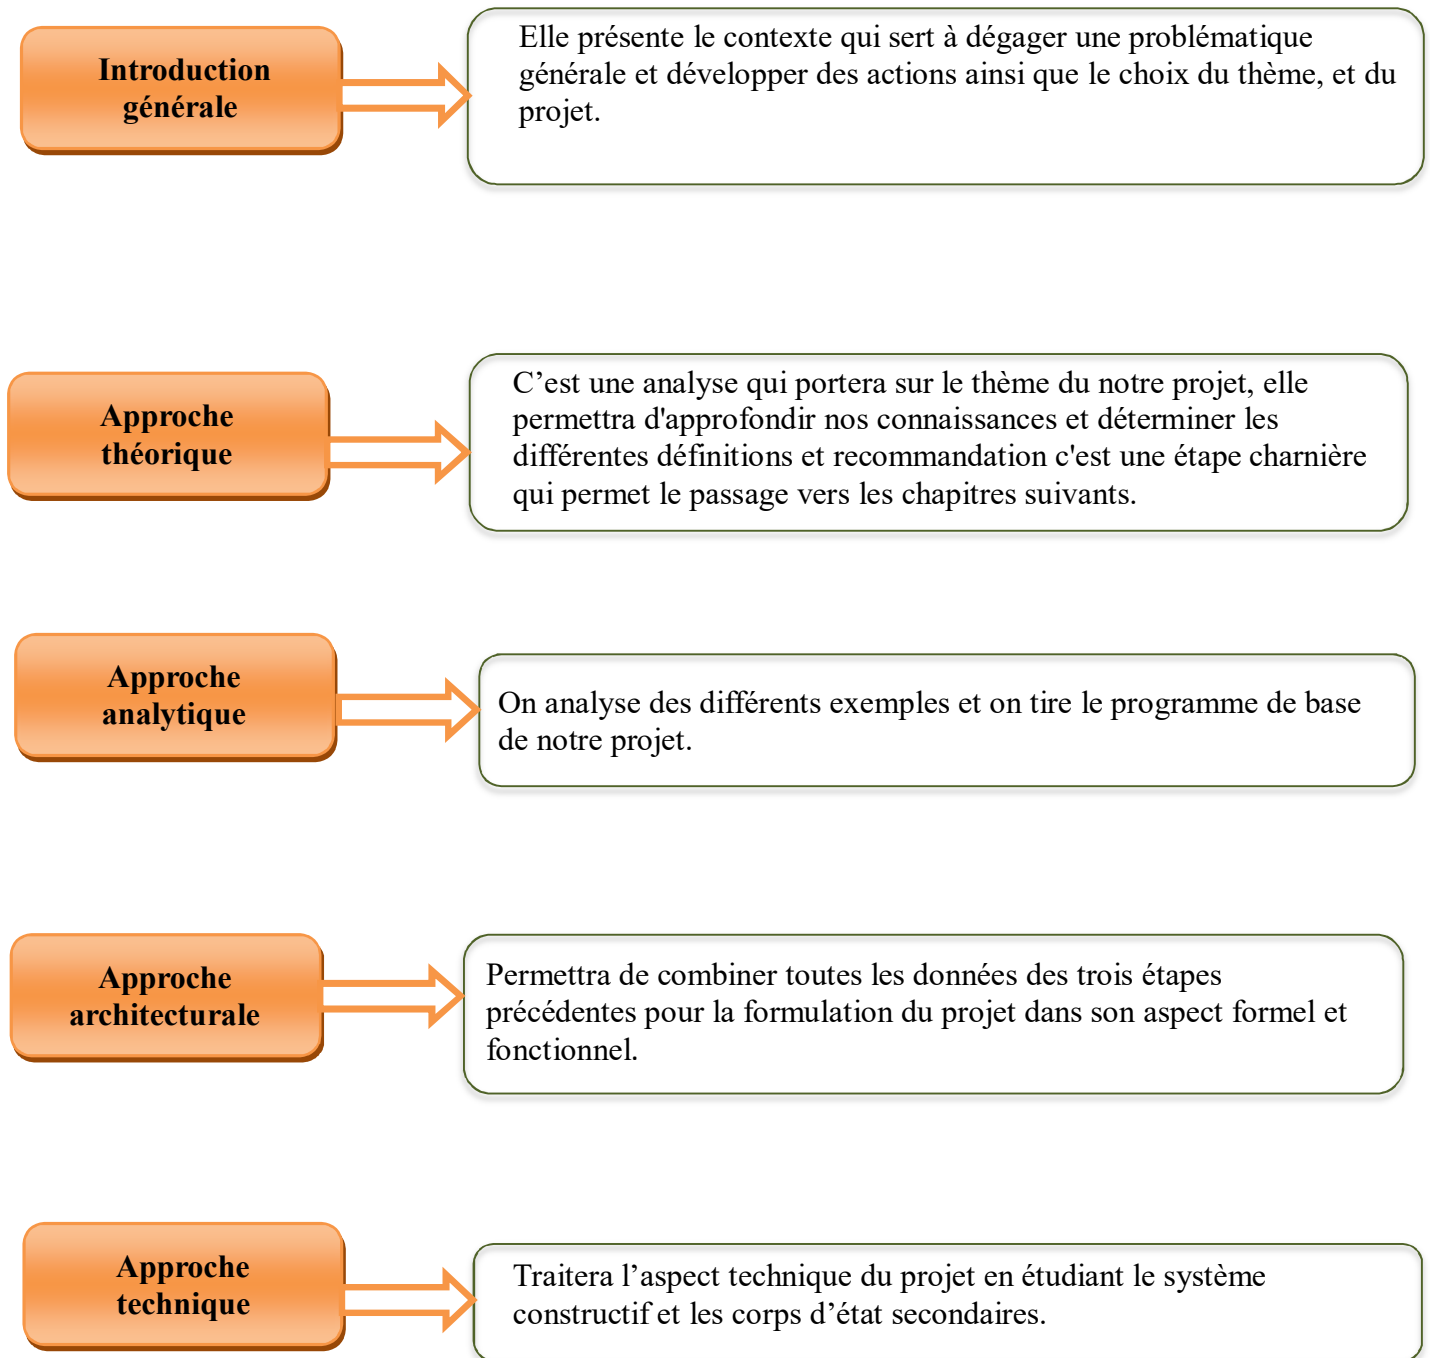 Introduction
générale
Elle présente le contexte qui sert à dégager une problématique
générale et développer des actions ainsi que le choix du thème, et du
projet.
Approche
théorique
C’est une analyse qui portera sur le thème du notre projet, elle
permettra d'approfondir nos connaissances et déterminer les
différentes définitions et recommandation c'est une étape charnière
qui permet le passage vers les chapitres suivants.
Approche
analytique
On analyse des différents exemples et on tire le programme de base
de notre projet.
Approche
architecturale
Permettra de combiner toutes les données des trois étapes
précédentes pour la formulation du projet dans son aspect formel et
fonctionnel.
Approche
technique
Traitera l’aspect technique du projet en étudiant le système
constructif et les corps d’état secondaires.